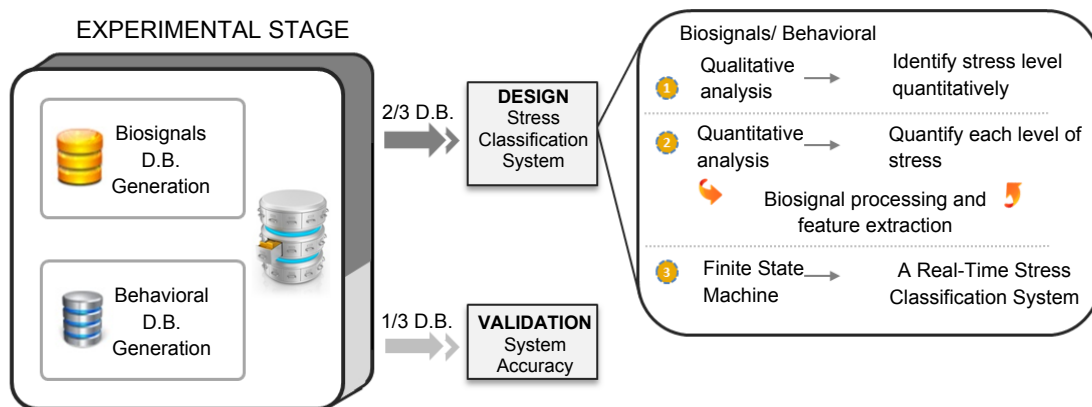 EXPERIMENTAL STAGE
Biosignals
D.B.
Generation
Behavioral
D.B.
Generation
2/3 D.B.
DESIGN
Stress
Classification
System
1/3 D.B.
VALIDATION
System
Accuracy
Biosignals/ Behavioral
1
Qualitative
analysis
Identify stress level
quantitatively
2
Quantitative
analysis
Quantify each level of
stress
Biosignal processing and
feature extraction
3
Finite State
Machine
A Real-Time Stress
Classification System